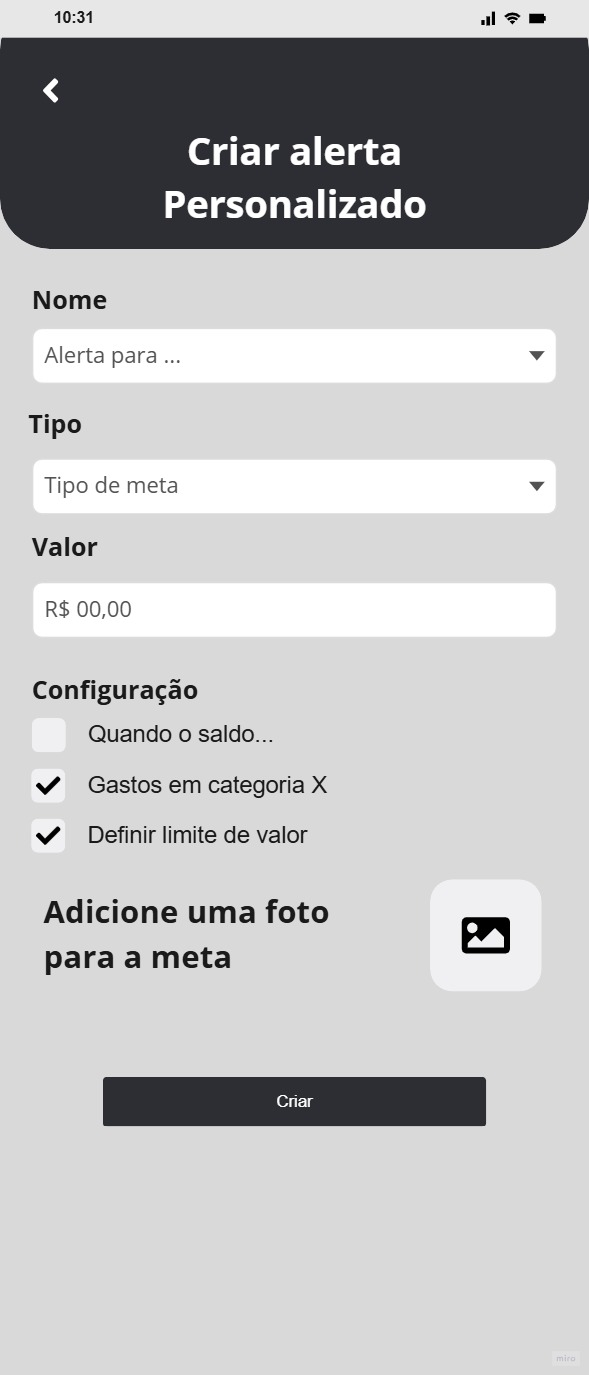 10:31
Criar alerta
Personalizado
Nome
Alerta para ...
Tipo
Tipo de meta
Valor
R$ 00,00
Configuração
Quando o saldo...
Gastos em categoria X
Definir limite de valor
Adicione uma foto
para a meta
Criar
miro